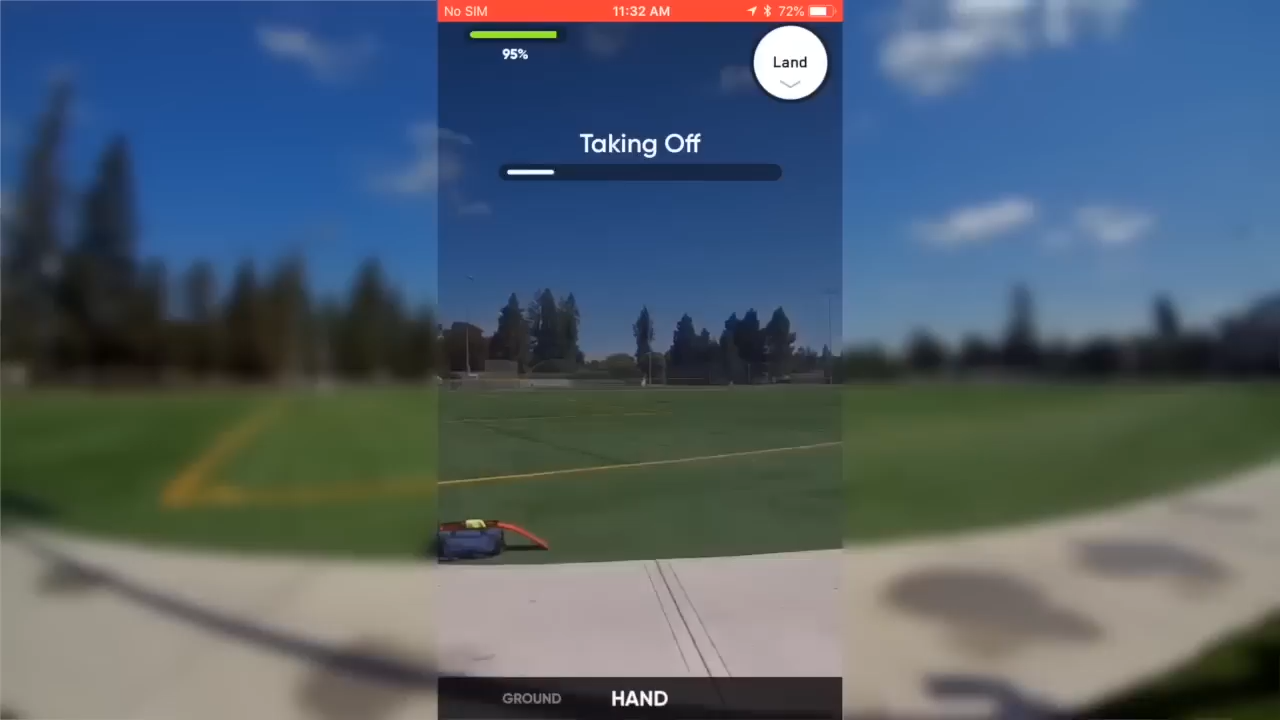 No SIM 11:32 AM 72%
95%
Land
Taking Off
GROUND HAND